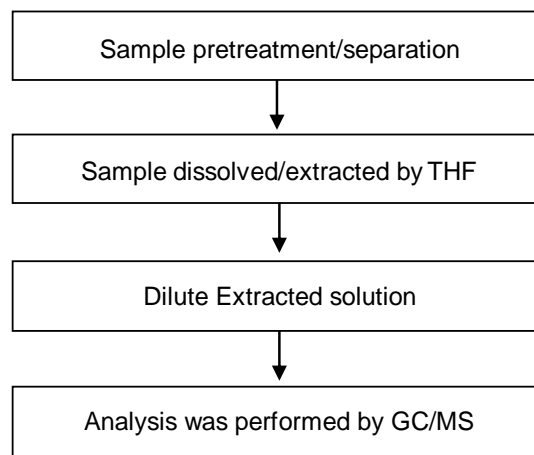 Sample pretreatment/separation
Sample dissolved/extracted by THF
Dilute Extracted solution
Analysis was performed by GC/MS